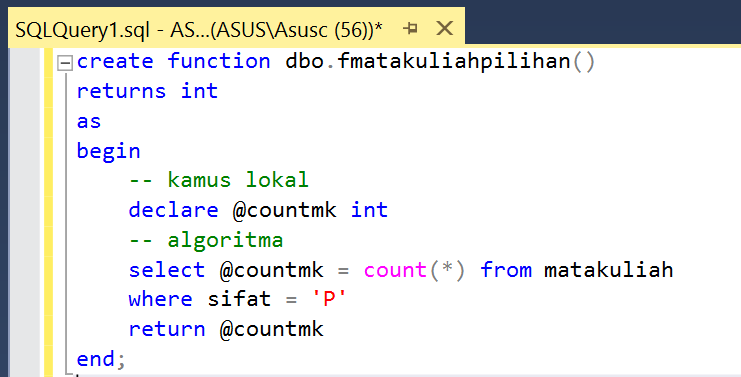 SQLQuery1.sql - AS...(ASUS\Asusc (56))*
create function dbo.fmatakuliahpilihan()
returns int
as
begin
-- kamus lokal
declare @countmk int
-- algoritma
select @countmk = count(*) from matakuliah
where sifat = 'P'
return @countmk
end;